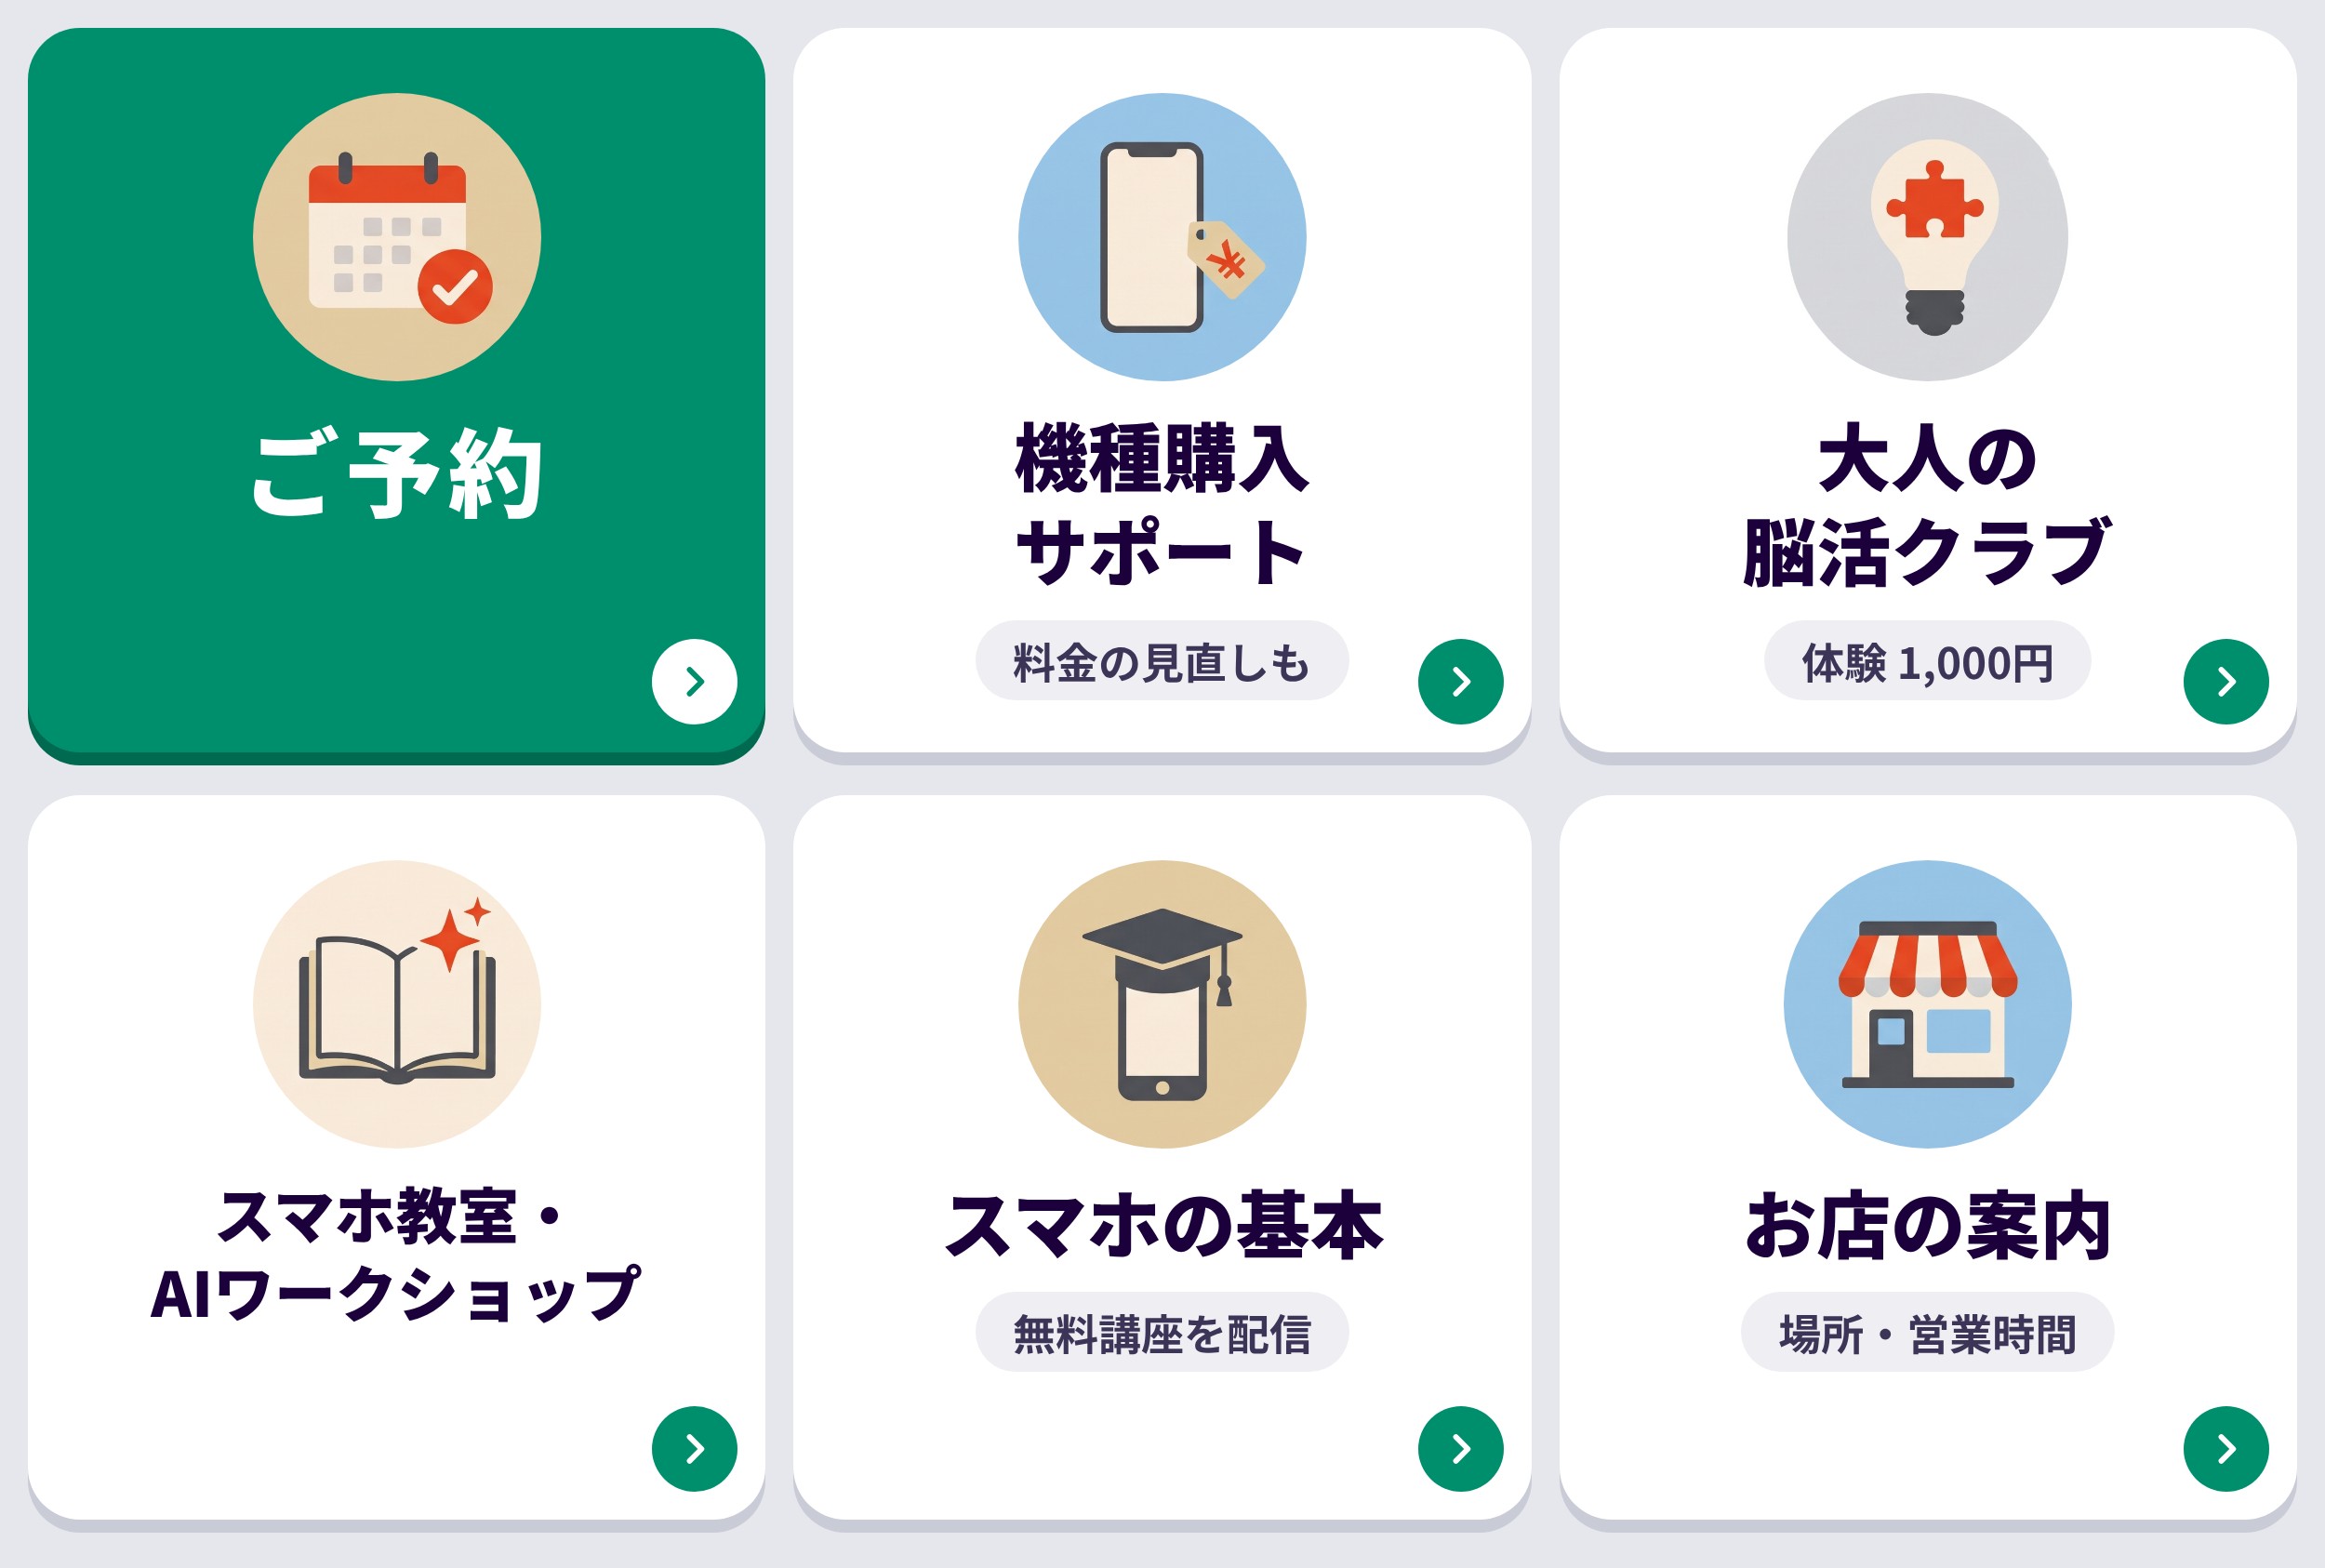 ご予約
機種購入
サポート
料金の見直しも
大人の
脳活クラブ
体験 1,000円
スマホ教室・
AIワークショップ
スマホの基本
無料講座を配信
お店の案内
場所・営業時間